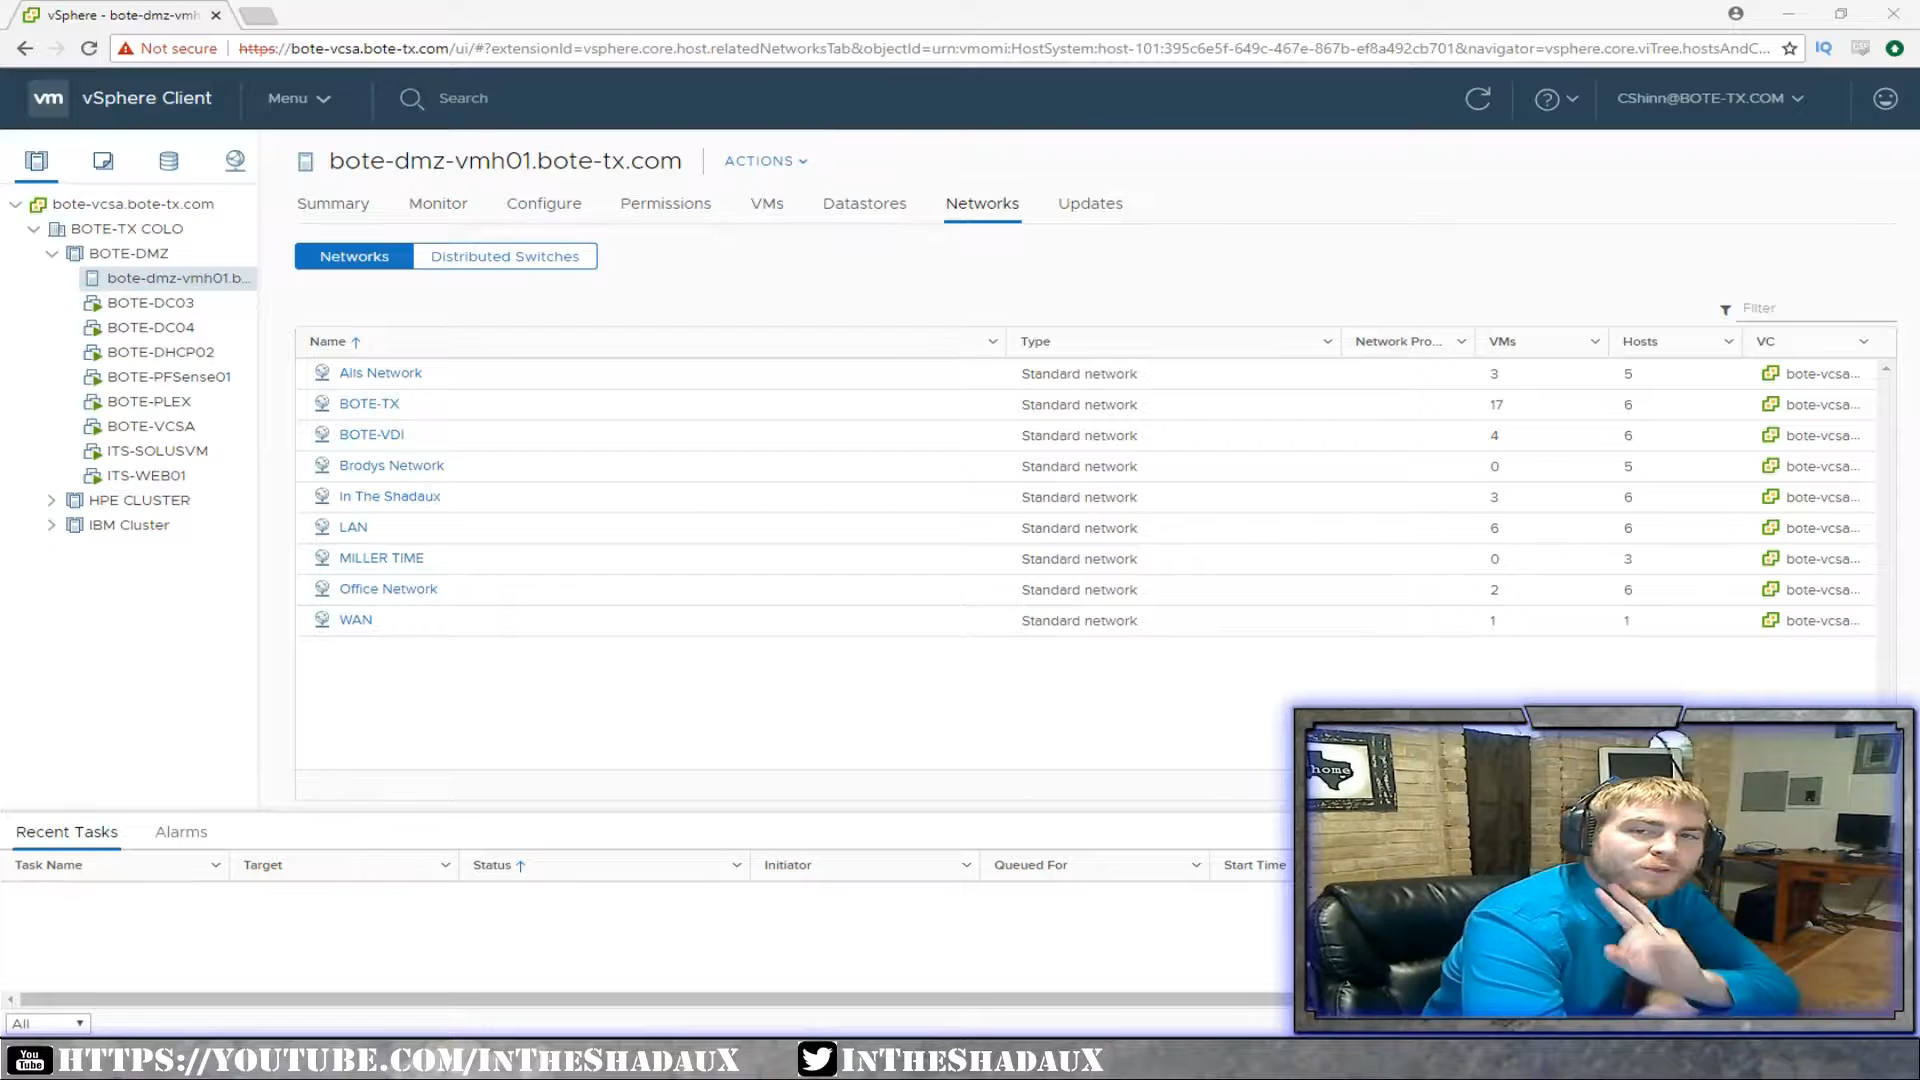 vSphere - bote-dmz-vmh
Not secure https://bote-vcsa.bote-tx.com/ui/#?extensionId=vsphere.core.host.relatedNetworksTab&objectId=urn:vmomi:HostSystem:host-101:395c6e5f-649c-467e-867b-ef8a492cb701&navigator=vsphere.core.viTree.hostsAndC...
vm vSphere Client Menu Search CShinn@BOTE-TX.COM
bote-dmz-vmh01.bote-tx.com ACTIONS
Summary Monitor Configure Permissions VMs Datastores Networks Updates
Networks Distributed Switches
bote-vcsa.bote-tx.com
BOTE-TX COLO
BOTE-DMZ
bote-dmz-vmh01.b...
BOTE-DC03
BOTE-DC04
BOTE-DHCP02
BOTE-PFSense01
BOTE-PLEX
BOTE-VCSA
ITS-SOLUSVM
ITS-WEB01
HPE CLUSTER
IBM Cluster
Filter
Name Type Network Pro... VMs Hosts VC
Alis Network Standard network 3 5 bote-vcsa...
BOTE-TX Standard network 17 6 bote-vcsa...
BOTE-VDI Standard network 4 6 bote-vcsa...
Brodys Network Standard network 0 5 bote-vcsa...
In The Shadaux Standard network 3 6 bote-vcsa...
LAN Standard network 6 6 bote-vcsa...
MILLER TIME Standard network 0 3 bote-vcsa...
Office Network Standard network 2 6 bote-vcsa...
WAN Standard network 1 1 bote-vcsa...
home
Recent Tasks Alarms
Task Name Target Status Initiator Queued For Start Time
All
You Tube HTTPS://YOUTUBE.COM/INTHESHADAUX INTHESHADAUX